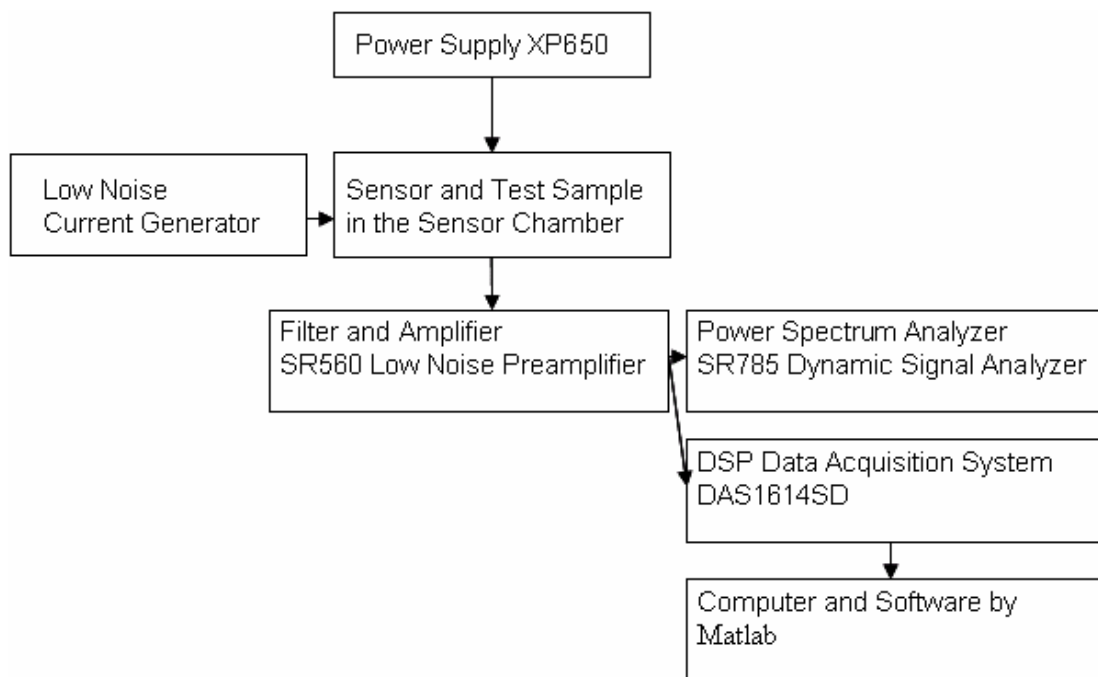 Power Supply XP650
Low Noise
Current Generator
Sensor and Test Sample
in the Sensor Chamber
Filter and Amplifier
SR560 Low Noise Preamplifier
Power Spectrum Analyzer
SR785 Dynamic Signal Analyzer
DSP Data Acquisition System
DAS1614SD
Computer and Software by
Matlab